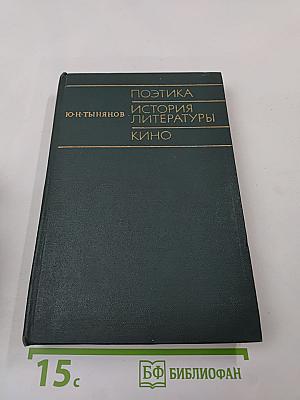 Ю·Н·ТЫНЯНОВ
ПОЭТИКА
ИСТОРИЯ
ЛИТЕРАТУРЫ
КИНО
15с
БФ БИБЛИОФАН